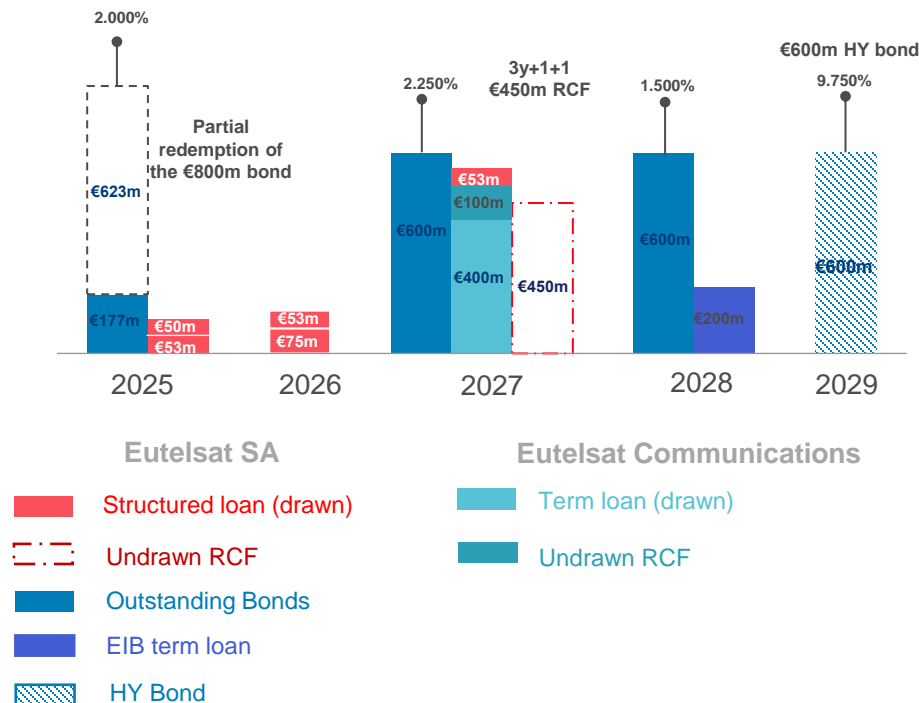 2.000%
Partial
redemption of
the €800m bond
€623m
€177m
€50m
€53m
€53m
€75m
2.250%
3y+1+1
€450m RCF
€600m
€53m
€100m
€400m
€450m
1.500%
€600m
€200m
€600m HY bond
9.750%
€600m
2025
2026
2027
2028
2029
Eutelsat SA
Structured loan (drawn)
Undrawn RCF
Outstanding Bonds
EIB term loan
HY Bond
Eutelsat Communications
Term loan (drawn)
Undrawn RCF